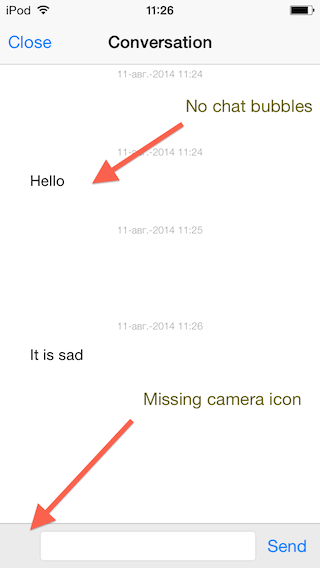 iPod 11:26
Close Conversation
11-авг.-2014 11:24
No chat bubbles
11-авг.-2014 11:24
Hello
11-авг.-2014 11:25
11-авг.-2014 11:26
It is sad
Missing camera icon
Send